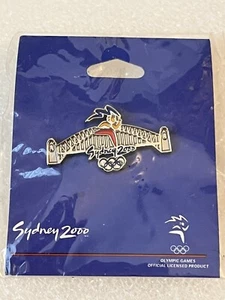 Sydney 2000
Sydney 2000
OLYMPIC GAMES
OFFICIAL LICENSED PRODUCT